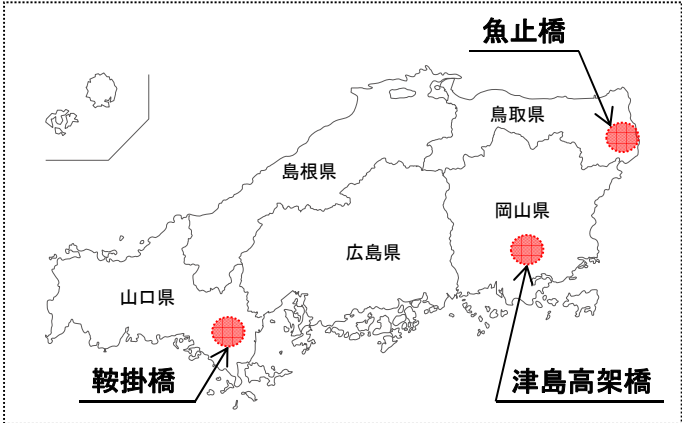 魚止橋
鳥取県
島根県
岡山県
広島県
山口県
鞍掛橋
津島高架橋